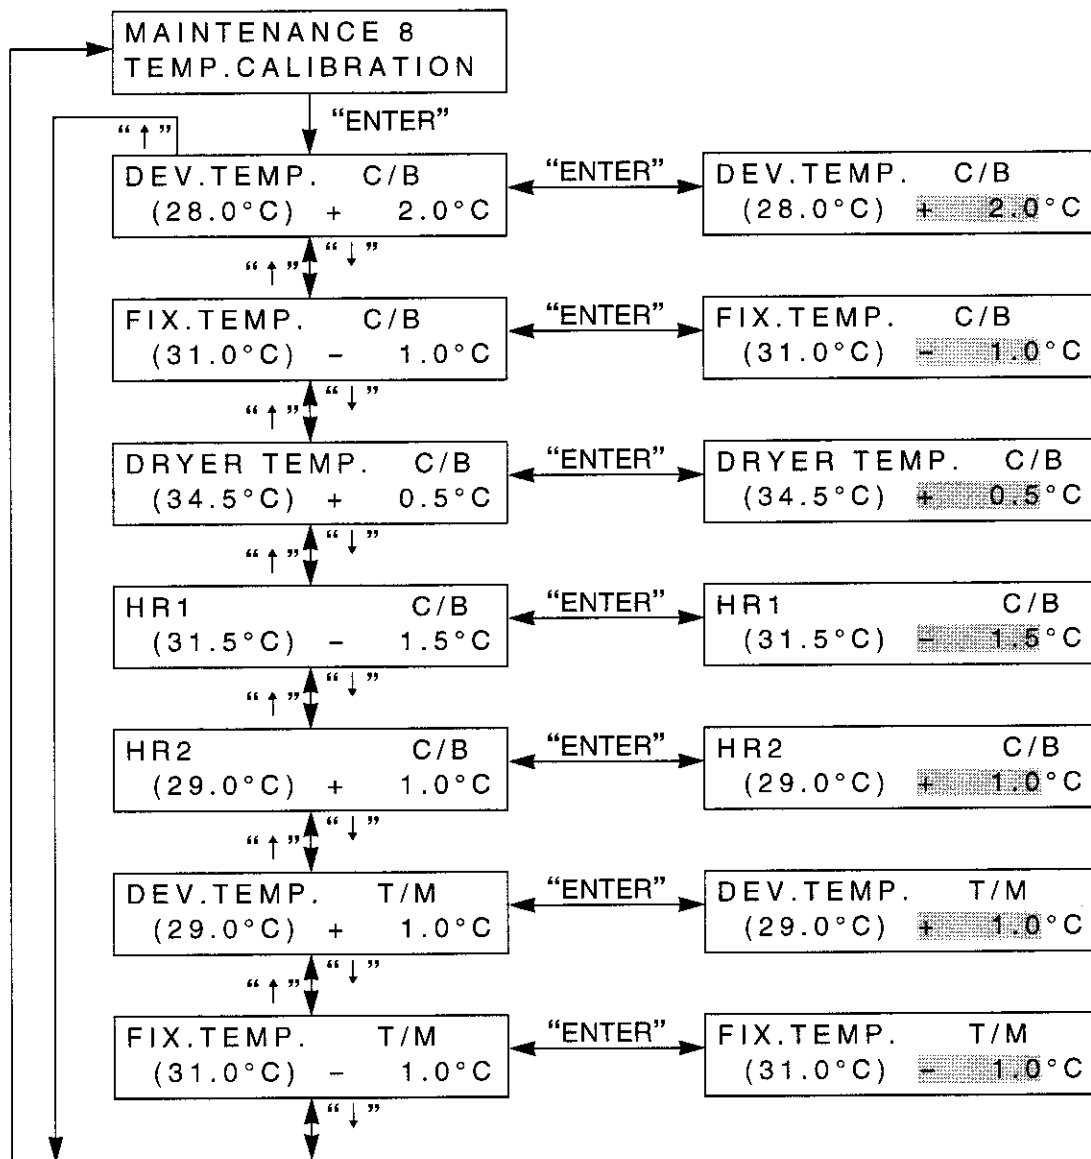 MAINTENANCE 8
TEMP.CALIBRATION
“ENTER”
“↑”
DEV.TEMP. C/B
(28.0°C) + 2.0°C
“ENTER”
DEV.TEMP. C/B
(28.0°C) + 2.0°C
“↑” “↓”
FIX.TEMP. C/B
(31.0°C) – 1.0°C
“ENTER”
FIX.TEMP. C/B
(31.0°C) – 1.0°C
“↑” “↓”
DRYER TEMP. C/B
(34.5°C) + 0.5°C
“ENTER”
DRYER TEMP. C/B
(34.5°C) + 0.5°C
“↑” “↓”
HR1 C/B
(31.5°C) – 1.5°C
“ENTER”
HR1 C/B
(31.5°C) – 1.5°C
“↑” “↓”
HR2 C/B
(29.0°C) + 1.0°C
“ENTER”
HR2 C/B
(29.0°C) + 1.0°C
“↑” “↓”
DEV.TEMP. T/M
(29.0°C) + 1.0°C
“ENTER”
DEV.TEMP. T/M
(29.0°C) + 1.0°C
“↑” “↓”
FIX.TEMP. T/M
(31.0°C) – 1.0°C
“ENTER”
FIX.TEMP. T/M
(31.0°C) – 1.0°C
“↓”